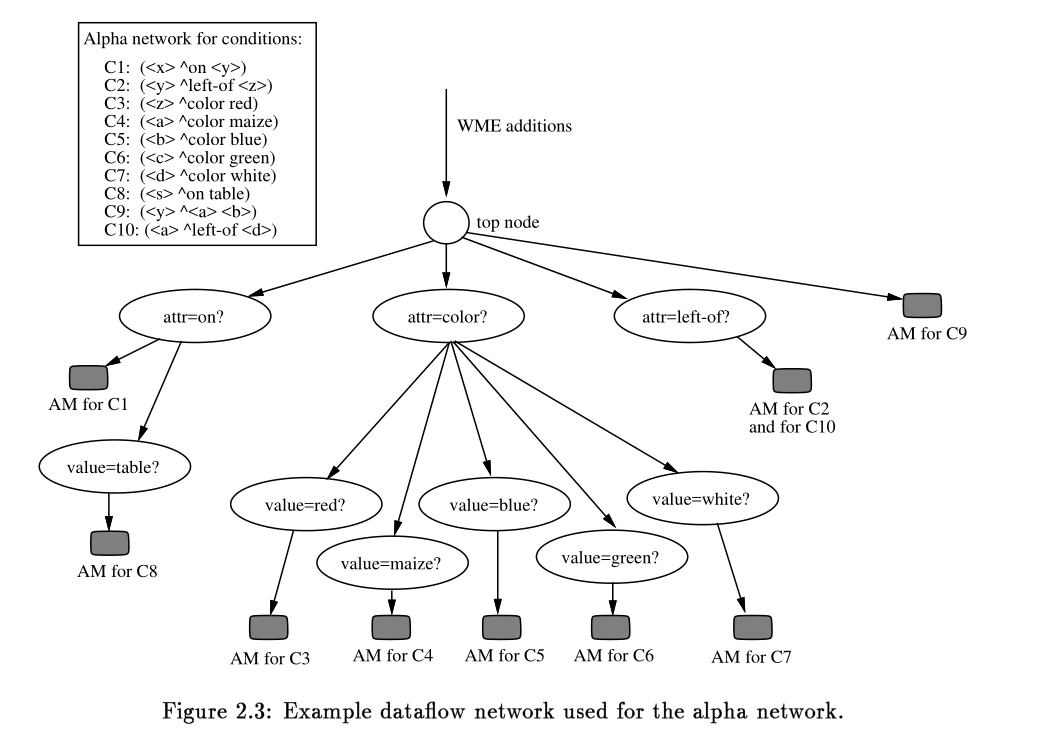 Alpha network for conditions:
C1: (<x> ^on <y>)
C2: (<y> ^left-of <z>)
C3: (<z> ^color red)
C4: (<a> ^color maize)
C5: (<b> ^color blue)
C6: (<c> ^color green)
C7: (<d> ^color white)
C8: (<s> ^on table)
C9: (<y> ^<a> <b>)
C10: (<a> ^left-of <d>)
WME additions
top node
attr=on?
attr=color?
attr=left-of?
AM for C9
AM for C1
AM for C2
and for C10
value=table?
value=red?
value=blue?
value=white?
value=maize?
value=green?
AM for C8
AM for C3
AM for C4
AM for C5
AM for C6
AM for C7
Figure 2.3: Example dataflow network used for the alpha network.